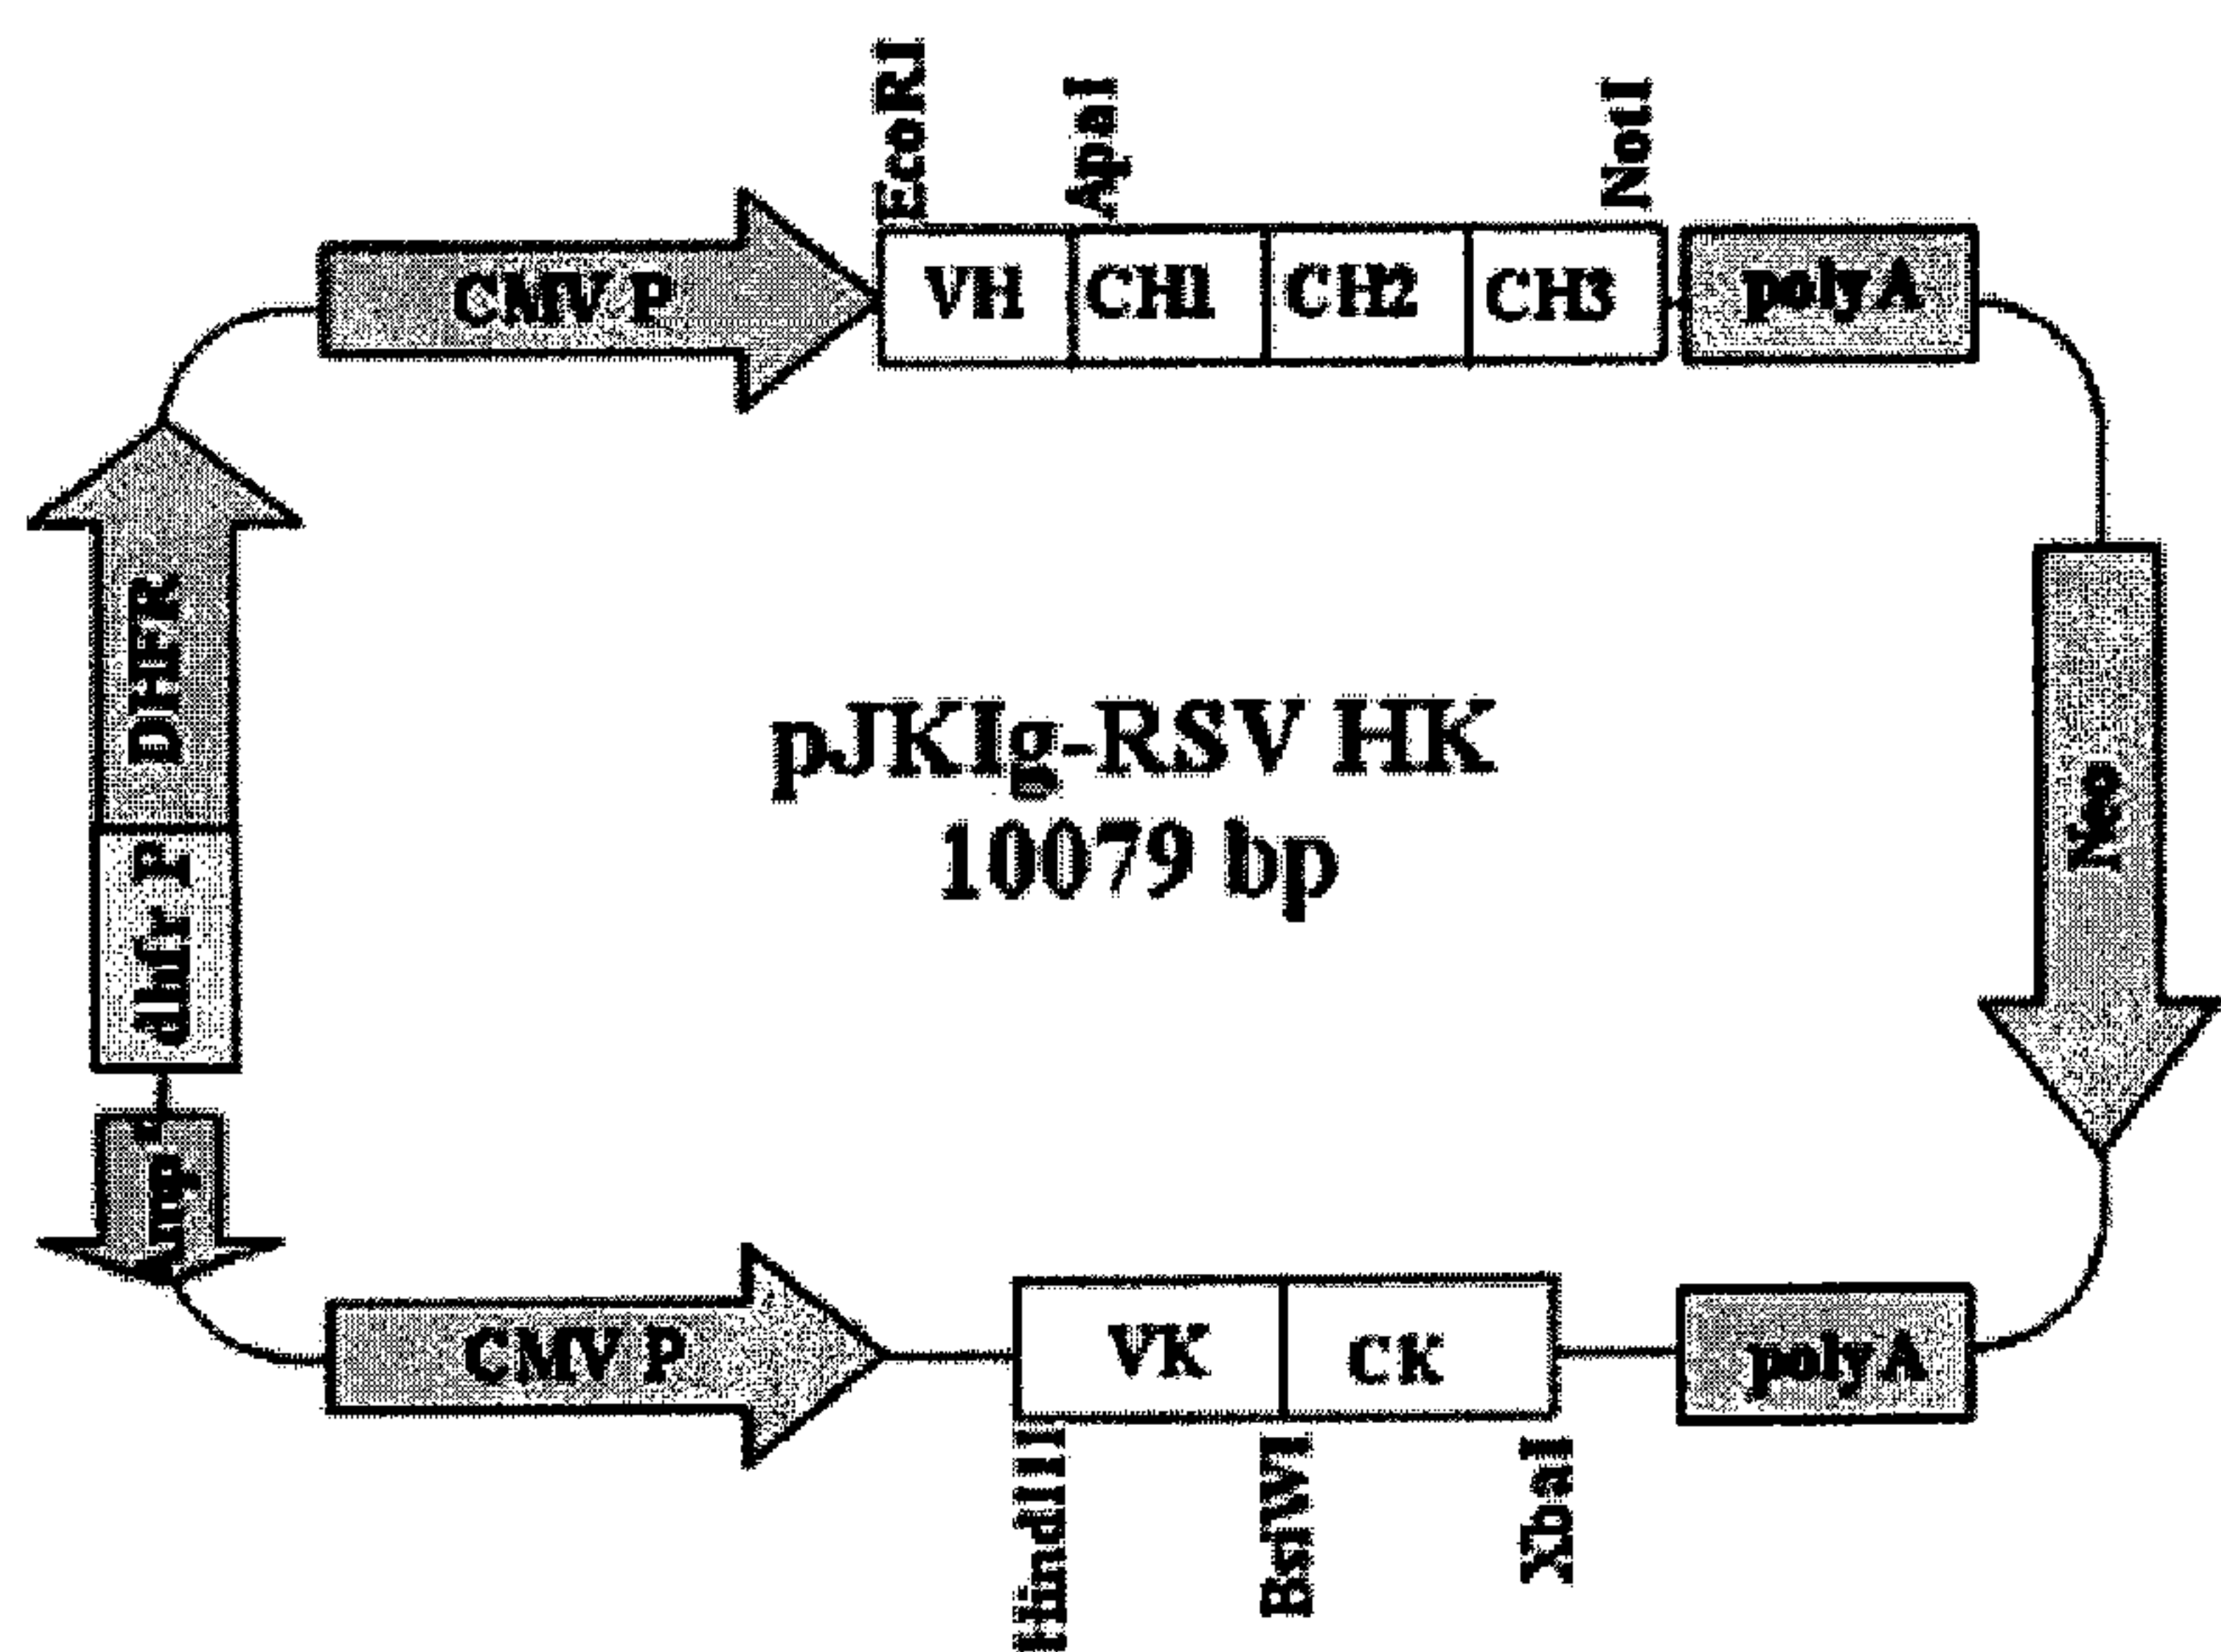 EcoRI
ApaI
NotI
CMV P
VH
CH1
CH2
CH3
polyA
DHFR
dhfr P
pJKIg-RSV HK
10079 bp
Neo
Amp r
CMV P
VK
CK
polyA
HindIII
BsiWI
XbaI